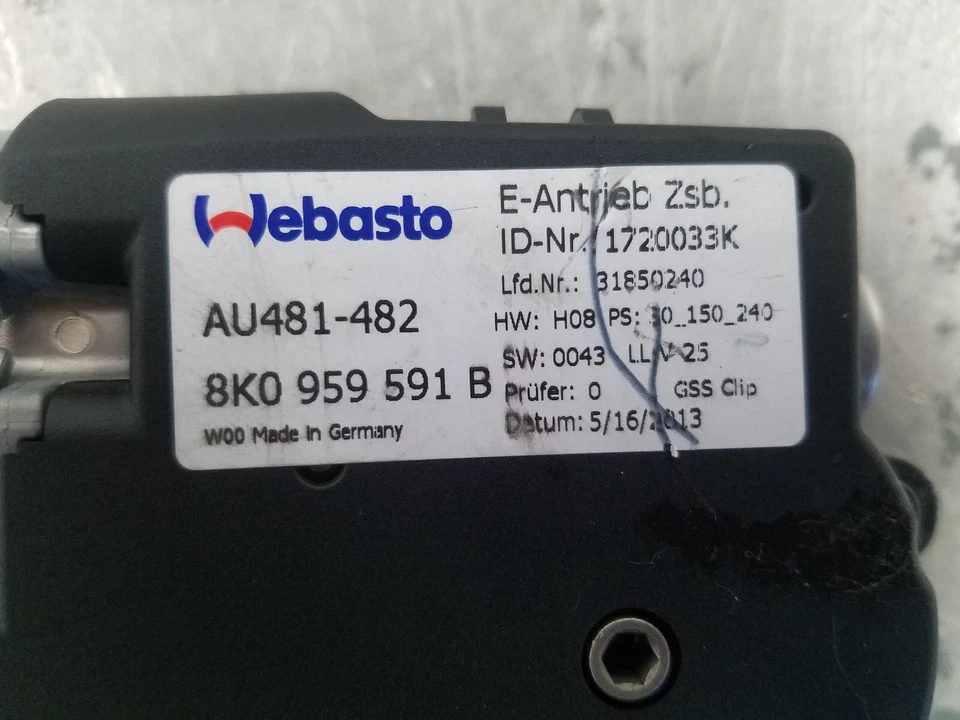 Webasto
AU481-482
8K0 959 591 B
W00 Made in Germany
E-Antrieb Zsb.
ID-Nr. 1720033K
Lfd.Nr.: 31850240
HW: H08 PS: 30_150_240
SW: 0043 25
Prüfer: 0 GSS Clip
Datum: 5/16/2013